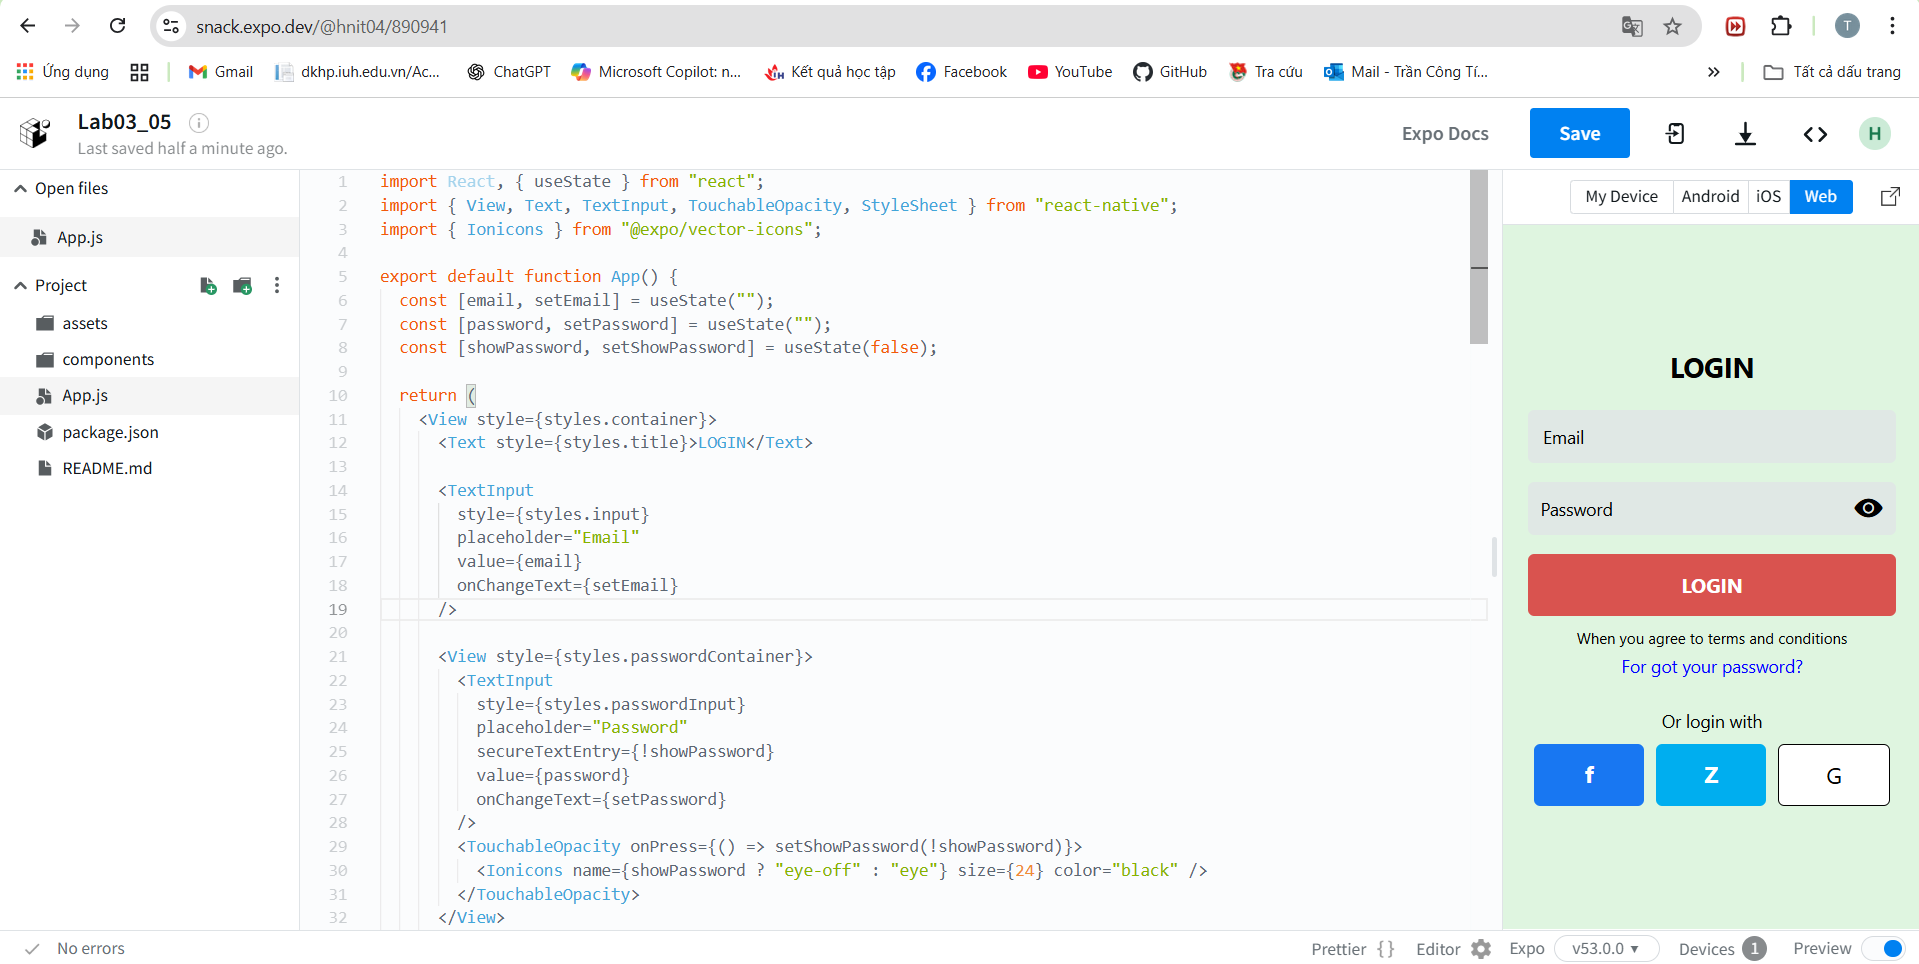 snack.expo.dev/@hnit04/890941
T
Ứng dụng
Gmail
dkhp.iuh.edu.vn/Ac...
ChatGPT
Microsoft Copilot: n...
Kết quả học tập
Facebook
YouTube
GitHub
Tra cứu
Mail - Trần Công Tí...
»
Tất cả dấu trang
Lab03_05
Last saved half a minute ago.
Expo Docs
Save
H
Open files
App.js
Project
assets
components
App.js
package.json
README.md
1 import React, { useState } from "react";
2 import { View, Text, TextInput, TouchableOpacity, StyleSheet } from "react-native";
3 import { Ionicons } from "@expo/vector-icons";
4
5 export default function App() {
6 const [email, setEmail] = useState("");
7 const [password, setPassword] = useState("");
8 const [showPassword, setShowPassword] = useState(false);
9
10 return (
11 <View style={styles.container}>
12 <Text style={styles.title}>LOGIN</Text>
13
14 <TextInput
15 style={styles.input}
16 placeholder="Email"
17 value={email}
18 onChangeText={setEmail}
19 />
20
21 <View style={styles.passwordContainer}>
22 <TextInput
23 style={styles.passwordInput}
24 placeholder="Password"
25 secureTextEntry={!showPassword}
26 value={password}
27 onChangeText={setPassword}
28 />
29 <TouchableOpacity onPress={() => setShowPassword(!showPassword)}>
30 <Ionicons name={showPassword ? "eye-off" : "eye"} size={24} color="black" />
31 </TouchableOpacity>
32 </View>
My Device
Android
iOS
Web
LOGIN
Email
Password
LOGIN
When you agree to terms and conditions
For got your password?
Or login with
f
Z
G
No errors
Prettier { }
Editor
Expo
v53.0.0
Devices 1
Preview